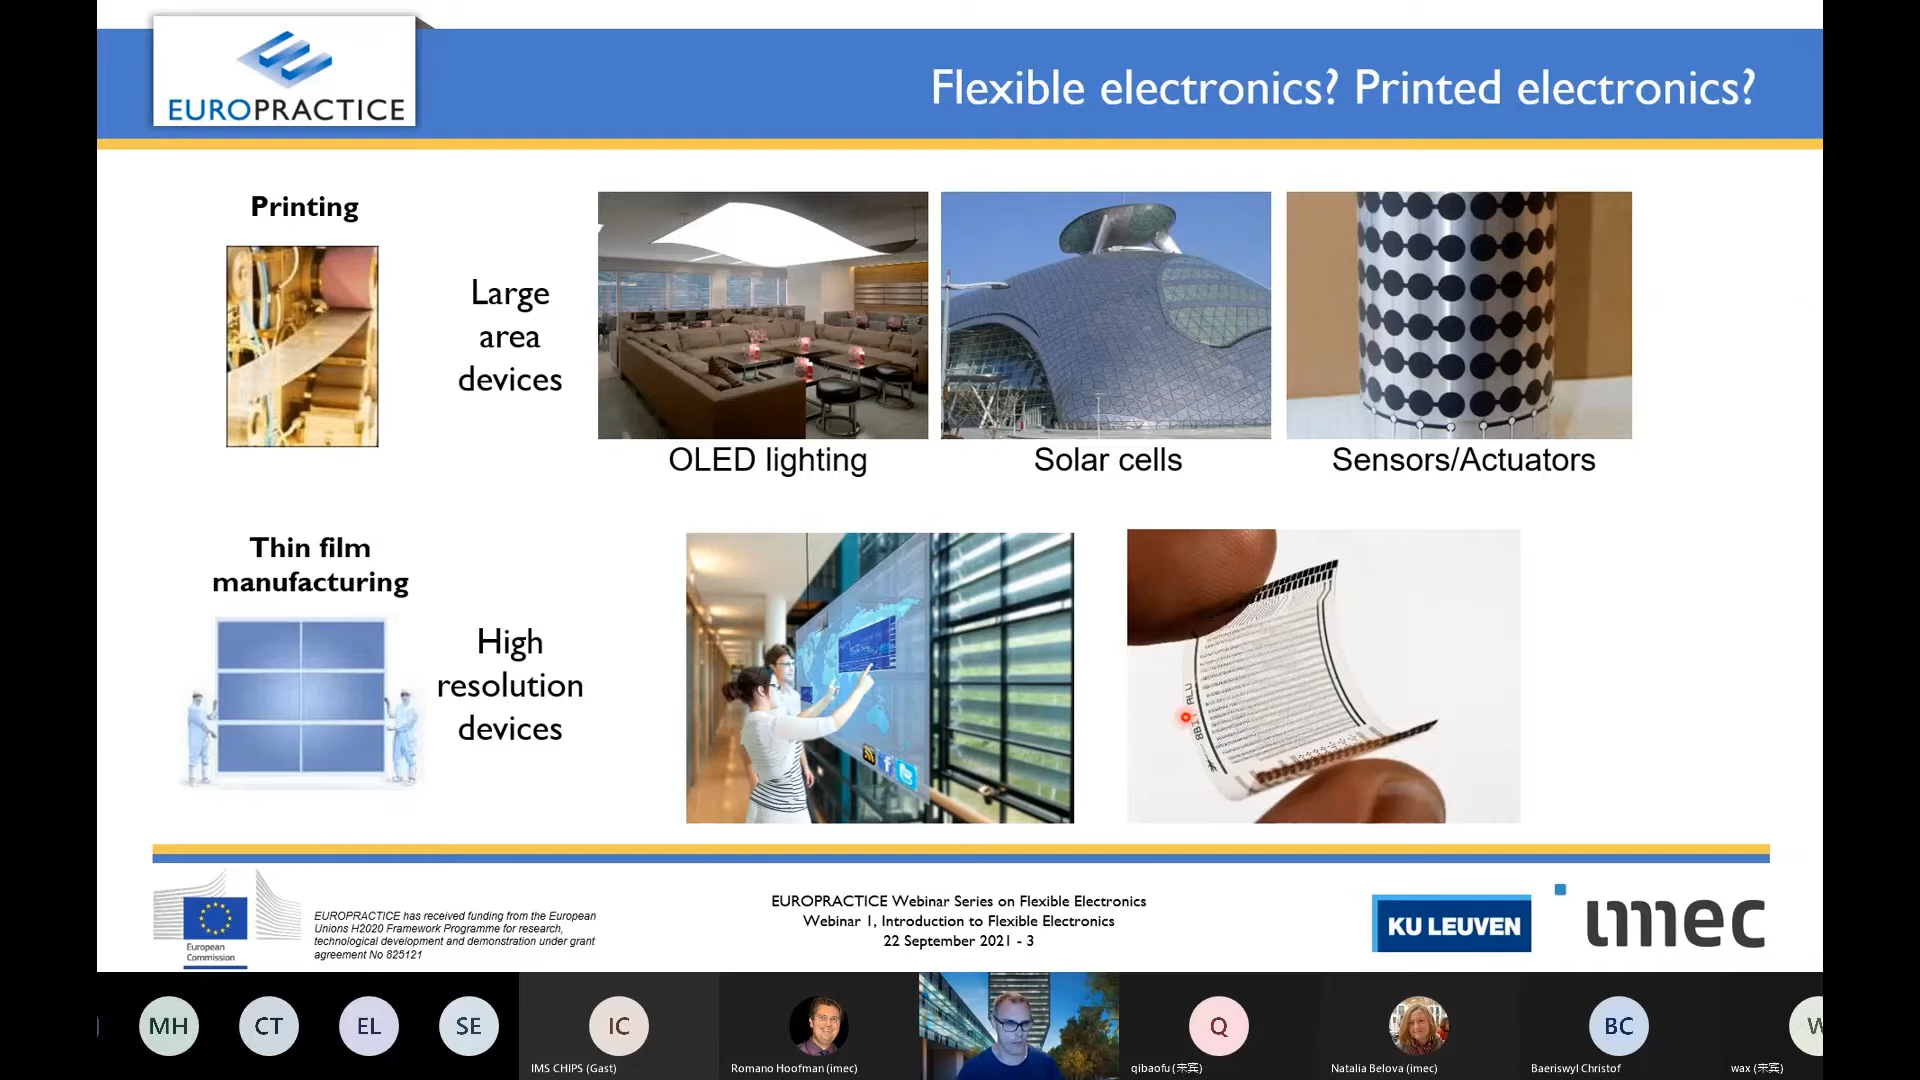 EUROPRACTICE
Flexible electronics? Printed electronics?
Printing
Large
area
devices
OLED lighting
Solar cells
Sensors/Actuators
Thin film
manufacturing
High
resolution
devices
8BIT ALU
European
Commission
EUROPRACTICE has received funding from the European
Unions H2020 Framework Programme for research,
technological development and demonstration under grant
agreement No 825121
EUROPRACTICE Webinar Series on Flexible Electronics
Webinar 1, Introduction to Flexible Electronics
22 September 2021 - 3
KU LEUVEN
imec
MH
CT
EL
SE
IC
IMS CHIPS (Gast)
Romano Hoofman (imec)
Q
qibaofu (来宾)
Natalia Belova (imec)
BC
Baeriswyl Christof
W
wax (来宾)